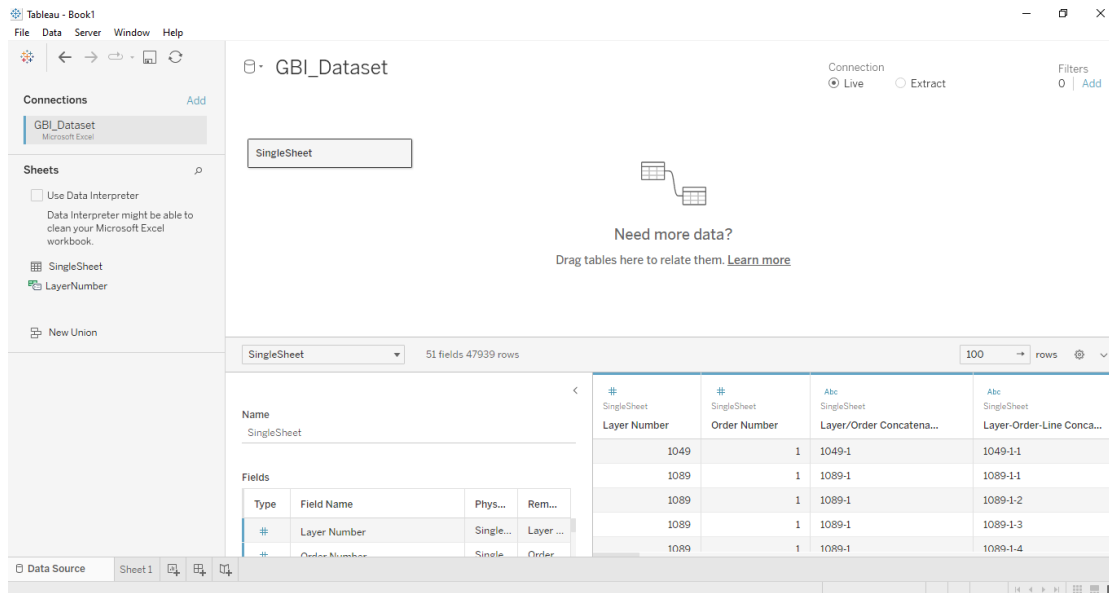 Tableau - Book1
File Data Server Window Help
GBI_Dataset
Connection
Live Extract
Filters
0 Add
Connections Add
GBI_Dataset
Microsoft Excel
Sheets
Use Data Interpreter
Data Interpreter might be able to
clean your Microsoft Excel
workbook.
SingleSheet
LayerNumber
New Union
SingleSheet
Need more data?
Drag tables here to relate them. Learn more
SingleSheet 51 fields 47939 rows 100 rows
Name
SingleSheet
Fields
Type Field Name Phys... Rem...
# Layer Number Single... Layer ...
# Order Number Single... Order...
# # Abc Abc
SingleSheet SingleSheet SingleSheet SingleSheet
Layer Number Order Number Layer/Order Concatena... Layer-Order-Line Conca...
1049 1 1049-1 1049-1-1
1089 1 1089-1 1089-1-1
1089 1 1089-1 1089-1-2
1089 1 1089-1 1089-1-3
1089 1 1089-1 1089-1-4
Data Source Sheet 1